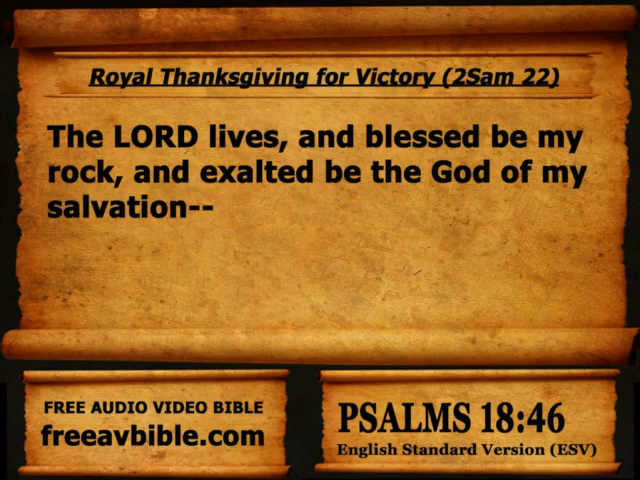 Royal Thanksgiving for Victory (2Sam 22)
The LORD lives, and blessed be my
rock, and exalted be the God of my
salvation--
FREE AUDIO VIDEO BIBLE
freeavbible.com
PSALMS 18:46
English Standard Version (ESV)